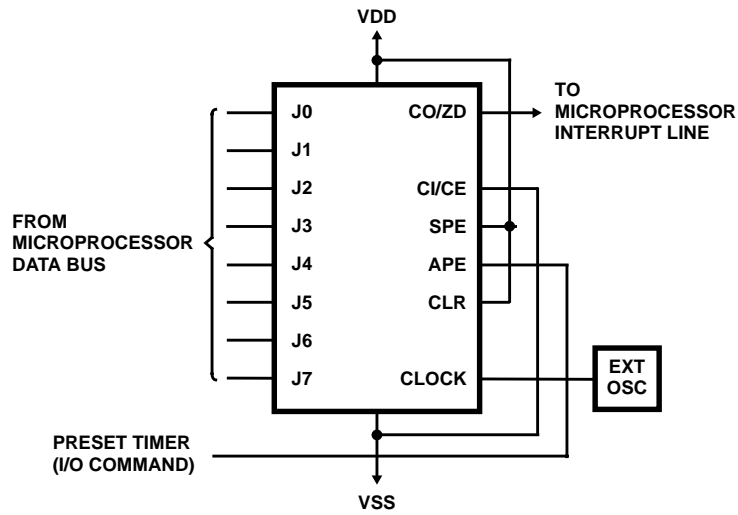 VDD
J0
J1
J2
J3
J4
J5
J6
J7
CO/ZD
CI/CE
SPE
APE
CLR
CLOCK
TO
MICROPROCESSOR
INTERRUPT LINE
FROM
MICROPROCESSOR
DATA BUS
EXT
OSC
PRESET TIMER
(I/O COMMAND)
VSS